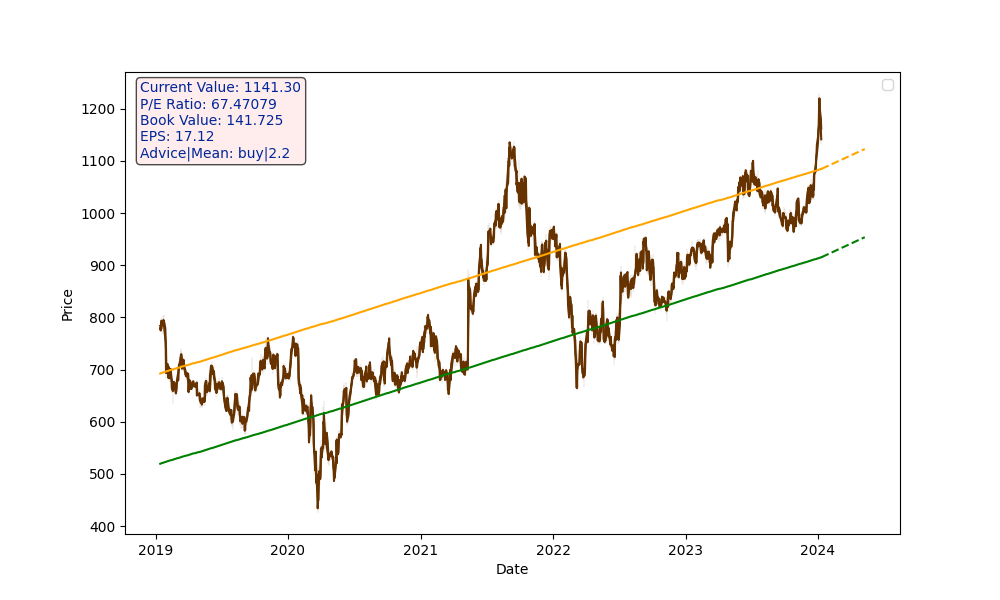 Current Value: 1141.30
P/E Ratio: 67.47079
Book Value: 141.725
EPS: 17.12
Advice|Mean: buy|2.2
1200
1100
1000
900
800
700
600
500
400
Price
2019
2020
2021
2022
2023
2024
Date